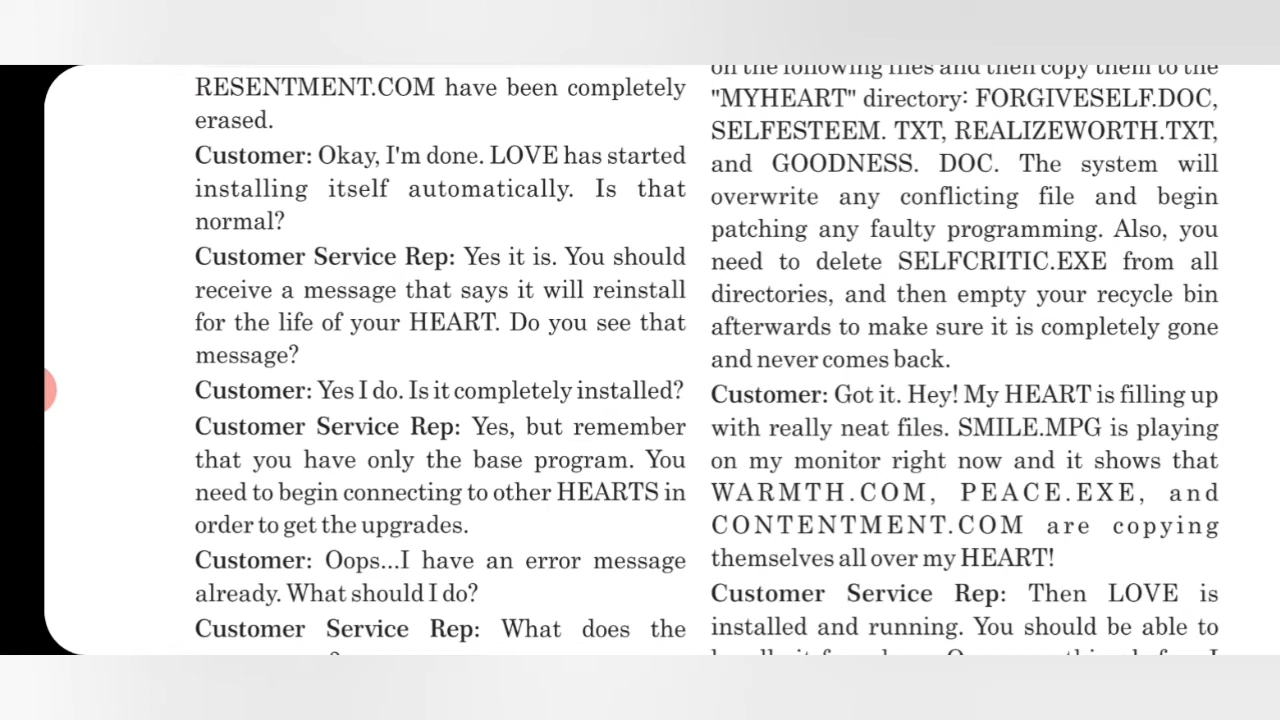 RESENTMENT.COM have been completely
erased.
Customer: Okay, I'm done. LOVE has started
installing itself automatically. Is that
normal?
Customer Service Rep: Yes it is. You should
receive a message that says it will reinstall
for the life of your HEART. Do you see that
message?
Customer: Yes I do. Is it completely installed?
Customer Service Rep: Yes, but remember
that you have only the base program. You
need to begin connecting to other HEARTS in
order to get the upgrades.
Customer: Oops...I have an error message
already. What should I do?
Customer Service Rep: What does the
on the following files and then copy them to the
"MYHEART" directory: FORGIVESELF.DOC,
SELFESTEEM. TXT, REALIZEWORTH.TXT,
and GOODNESS. DOC. The system will
overwrite any conflicting file and begin
patching any faulty programming. Also, you
need to delete SELFCRITIC.EXE from all
directories, and then empty your recycle bin
afterwards to make sure it is completely gone
and never comes back.
Customer: Got it. Hey! My HEART is filling up
with really neat files. SMILE.MPG is playing
on my monitor right now and it shows that
WARMTH.COM, PEACE.EXE, and
CONTENTMENT.COM are copying
themselves all over my HEART!
Customer Service Rep: Then LOVE is
installed and running. You should be able to